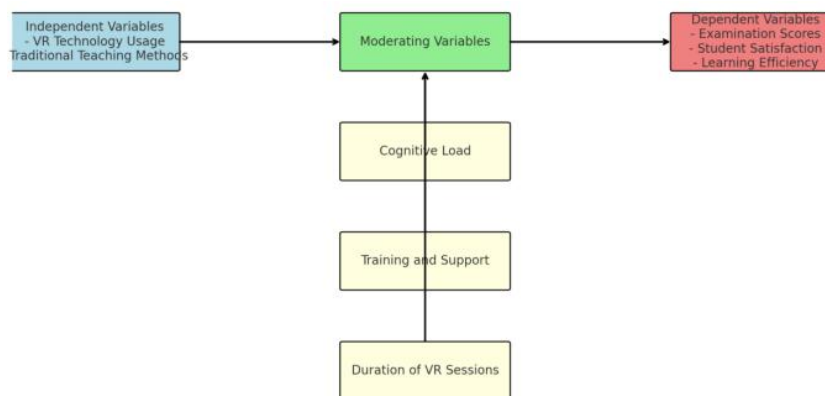 Independent Variables
- VR Technology Usage
Traditional Teaching Methods
Moderating Variables
Dependent Variables
- Examination Scores
- Student Satisfaction
- Learning Efficiency
Cognitive Load
Training and Support
Duration of VR Sessions